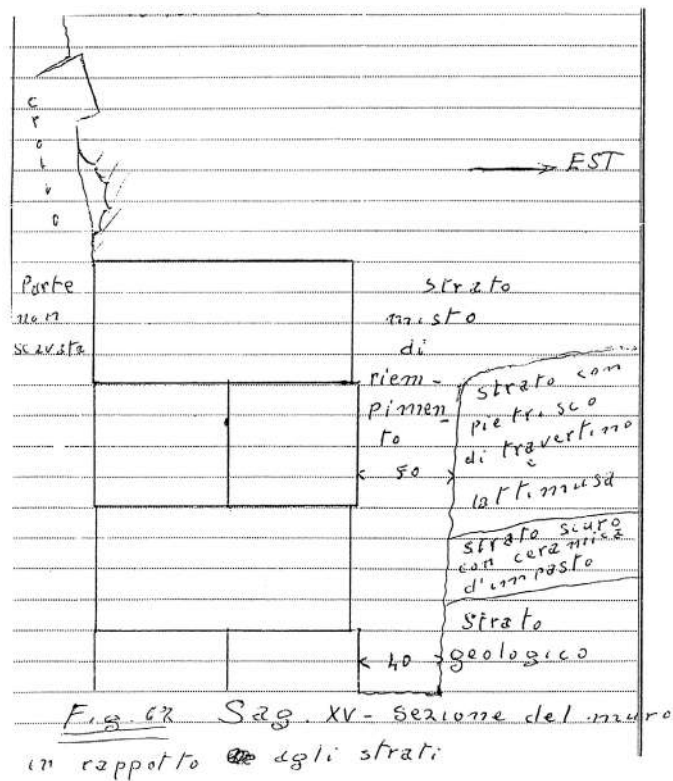 crollo
EST
Parte
non
scavata
strato
misto
di
riem-
pimen
to
50
strato con
pietrisco
di travertino
e
lattimusa
strato scuro
con ceramica
d'impasto
Strato
geologico
40
Fig. 62 Sag. XV - Sezione del muro
in rapporto agli strati